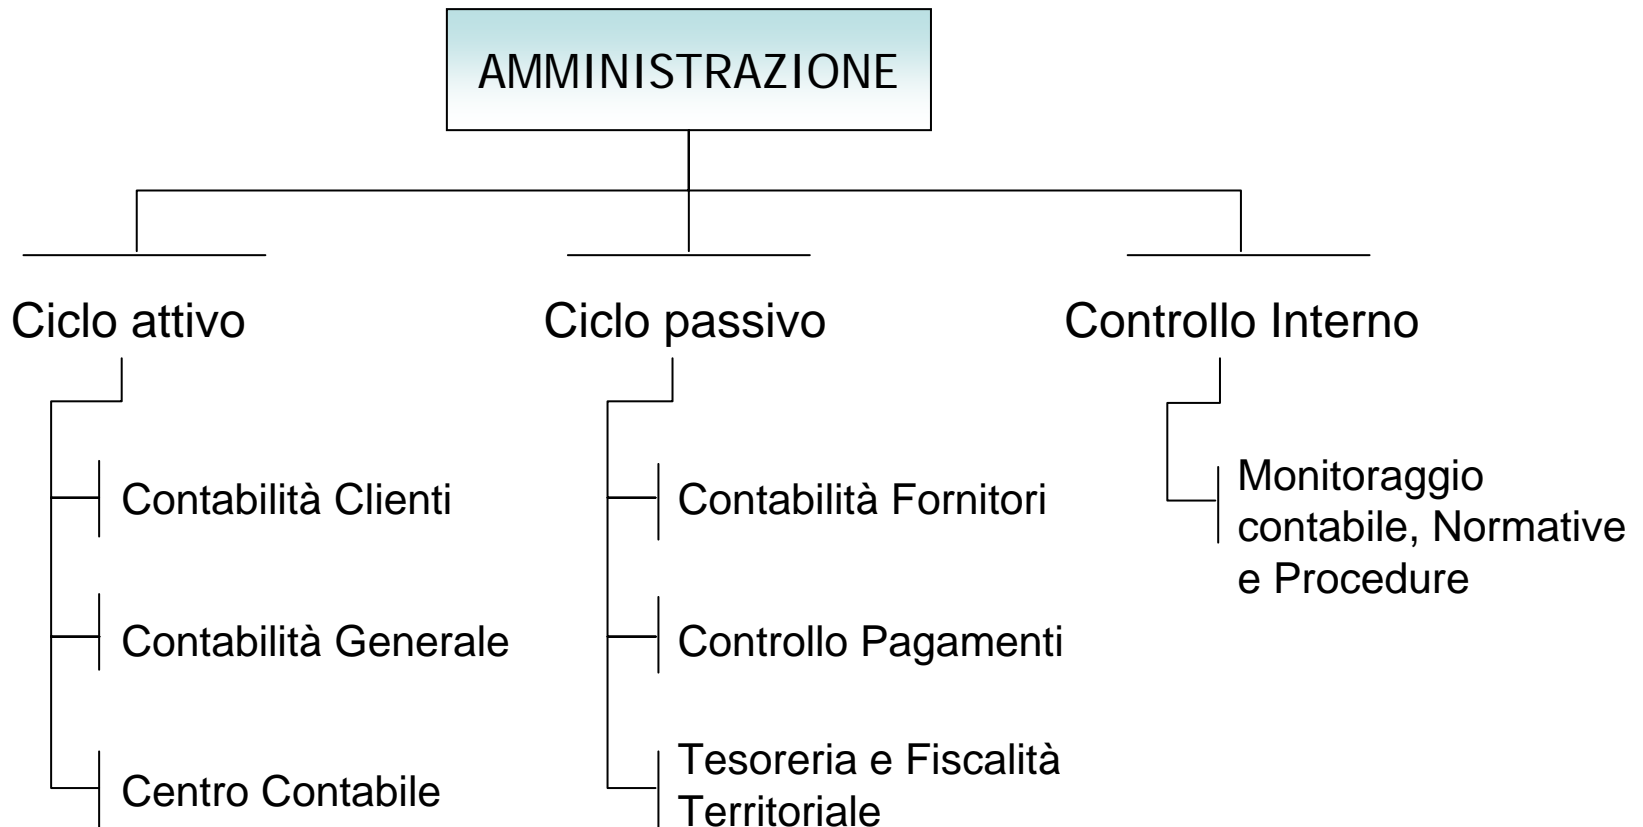 AMMINISTRAZIONE
Ciclo attivo
Contabilità Clienti
Contabilità Generale
Centro Contabile
Ciclo passivo
Contabilità Fornitori
Controllo Pagamenti
Tesoreria e Fiscalità
Territoriale
Controllo Interno
Monitoraggio
contabile, Normative
e Procedure